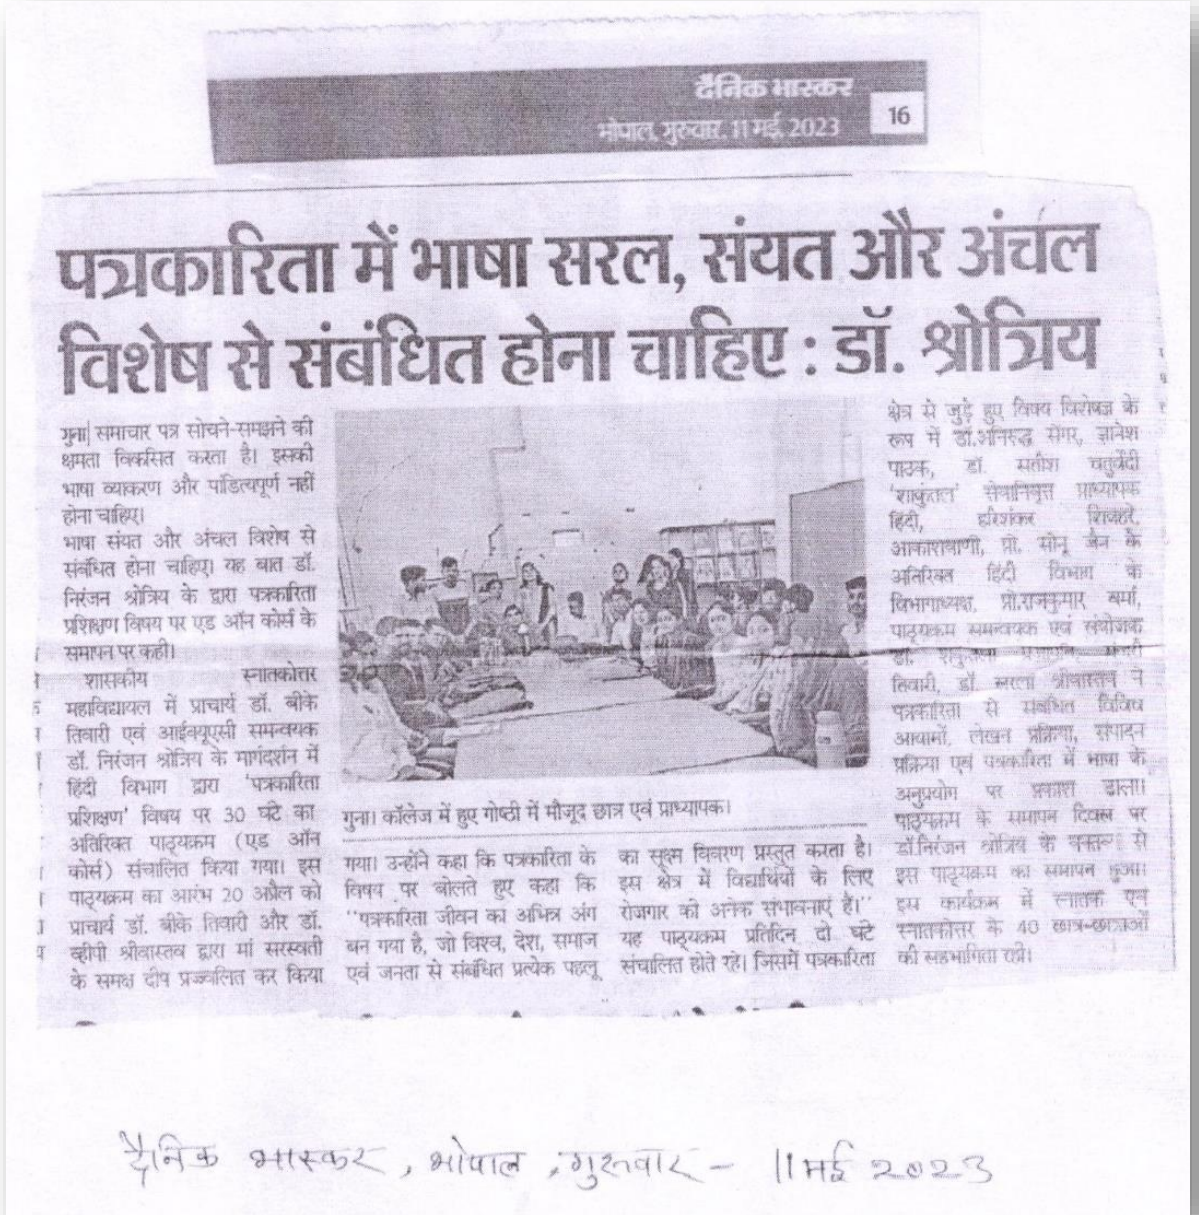 दैनिक भास्कर
भोपाल, गुरुवार, 11 मई, 2023
16
पत्रकारिता में भाषा सरल, संयत और अंचल
विशेष से संबंधित होना चाहिए : डॉ. श्रोत्रिय
गुना| समाचार पत्र सोचने-समझने की
क्षमता विकसित करता है। इसकी
भाषा व्याकरण और पांडित्यपूर्ण नहीं
होना चाहिए।
भाषा संयत और अंचल विशेष से
संबंधित होना चाहिए। यह बात डॉ.
निरंजन श्रोत्रिय के द्वारा पत्रकारिता
प्रशिक्षण विषय पर एड ऑन कोर्स के
समापन पर कही।
शासकीय स्नातकोत्तर
महाविद्यालय में प्राचार्य डॉ. बीके
तिवारी एवं आईक्यूएसी समन्वयक
डॉ. निरंजन श्रोत्रिय के मार्गदर्शन में
हिंदी विभाग द्वारा 'पत्रकारिता
प्रशिक्षण' विषय पर 30 घंटे का
अतिरिक्त पाठ्यक्रम (एड ऑन
कोर्स) संचालित किया गया। इस
पाठ्यक्रम का आरंभ 20 अप्रैल को
प्राचार्य डॉ. बीके तिवारी और डॉ.
व्हीपी श्रीवास्तव द्वारा मां सरस्वती
के समक्ष दीप प्रज्ज्वलित कर किया
गुना। कॉलेज में हुए गोष्ठी में मौजूद छात्र एवं प्राध्यापक।
गया। उन्होंने कहा कि पत्रकारिता के
विषय पर बोलते हुए कहा कि
"पत्रकारिता जीवन का अभिन्न अंग
बन गया है, जो विश्व, देश, समाज
एवं जनता से संबंधित प्रत्येक पहलू
का सूक्ष्म विवरण प्रस्तुत करता है।
इस क्षेत्र में विद्यार्थियों के लिए
रोजगार की अनेक संभावनाएं है।"
यह पाठ्यक्रम प्रतिदिन दो घंटे
संचालित होते रहे। जिसमें पत्रकारिता
क्षेत्र से जुड़े हुए विषय विशेषज्ञ के
रूप में डॉ.अनिरुद्ध सेंगर, ज्ञानेश
पाठक, डॉ. सतीश चतुर्वेदी
'शाकुंतल' सेवानिवृत्त प्राध्यापक
हिंदी, हरिशंकर शिवहरे,
आकाशवाणी, प्रो. सोनू जैन के
अतिरिक्त हिंदी विभाग के
विभागाध्यक्ष, प्रो.राजकुमार वर्मा,
पाठ्यक्रम समन्वयक एवं संयोजक
डॉ.
तिवारी, डॉ. सरला श्रीवास्तव ने
पत्रकारिता से संबंधित विविध
आयामों, लेखन प्रक्रिया, संपादन
प्रक्रिया एवं पत्रकारिता में भाषा के
अनुप्रयोग पर प्रकाश डाला।
पाठ्यक्रम के समापन दिवस पर
डॉ.निरंजन श्रोत्रिय के वक्तव्य से
इस पाठ्यक्रम का समापन हुआ।
इस कार्यक्रम में स्नातक एवं
स्नातकोत्तर के 40 छात्र-छात्राओं
की सहभागिता रही।
दैनिक भास्कर, भोपाल, गुरुवार - 11 मई 2023